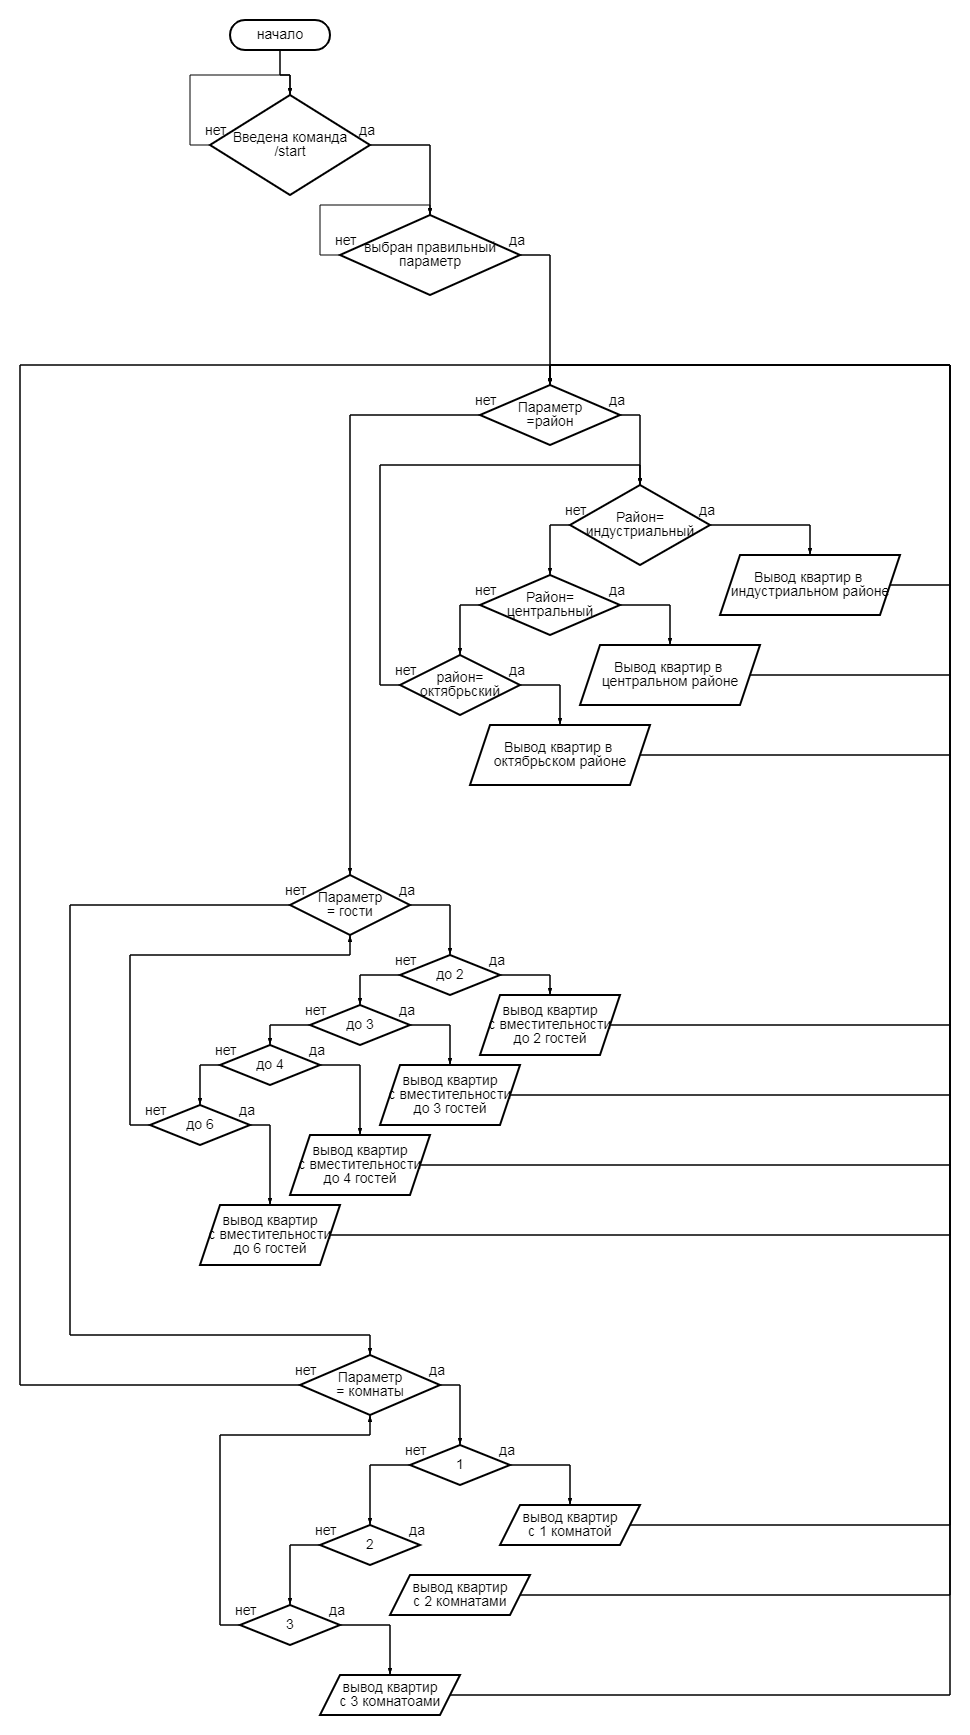 начало
нет
да
Введена команда
/start
нет
да
выбран правильный
параметр
нет
да
Параметр
=район
нет
да
Район=
индустриальный
Вывод квартир в
индустриальном районе
нет
да
Район=
центральный
Вывод квартир в
центральном районе
нет
да
район=
октябрьский
Вывод квартир в
октябрьском районе
нет
да
Параметр
= гости
нет
да
до 2
вывод квартир
с вместительности
до 2 гостей
нет
да
до 3
вывод квартир
с вместительности
до 3 гостей
нет
да
до 4
вывод квартир
с вместительности
до 4 гостей
нет
да
до 6
вывод квартир
с вместительности
до 6 гостей
нет
да
Параметр
= комнаты
нет
да
1
вывод квартир
с 1 комнатой
нет
да
2
вывод квартир
с 2 комнатами
нет
да
3
вывод квартир
с 3 комнатоами